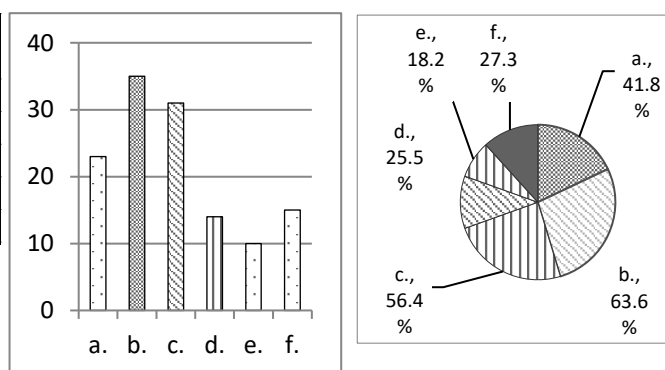 40
30
20
10
0
a. b. c. d. e. f.
e.,
18.2
%
f.,
27.3
%
a.,
41.8
%
d.,
25.5
%
c.,
56.4
%
b.,
63.6
%